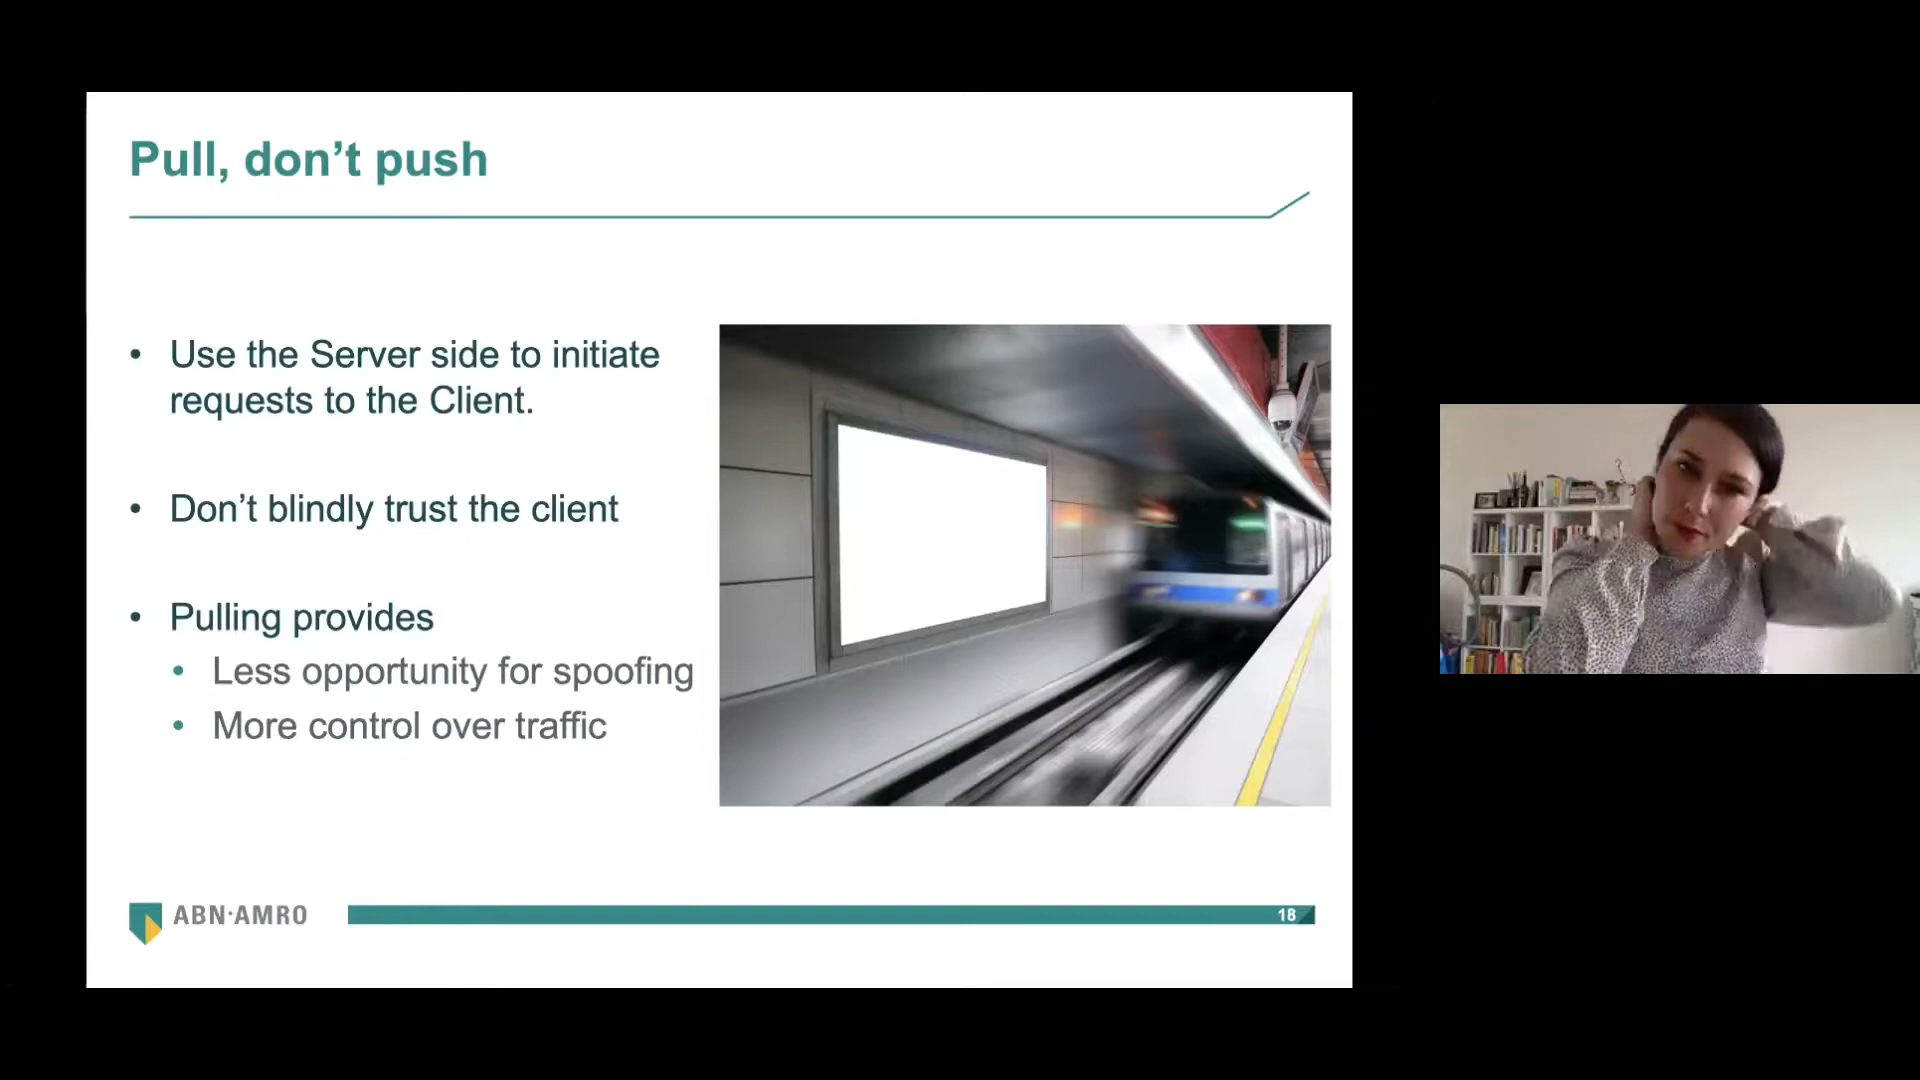 Pull, don’t push
• Use the Server side to initiate
requests to the Client.
• Don’t blindly trust the client
• Pulling provides
• Less opportunity for spoofing
• More control over traffic
ABN·AMRO
18